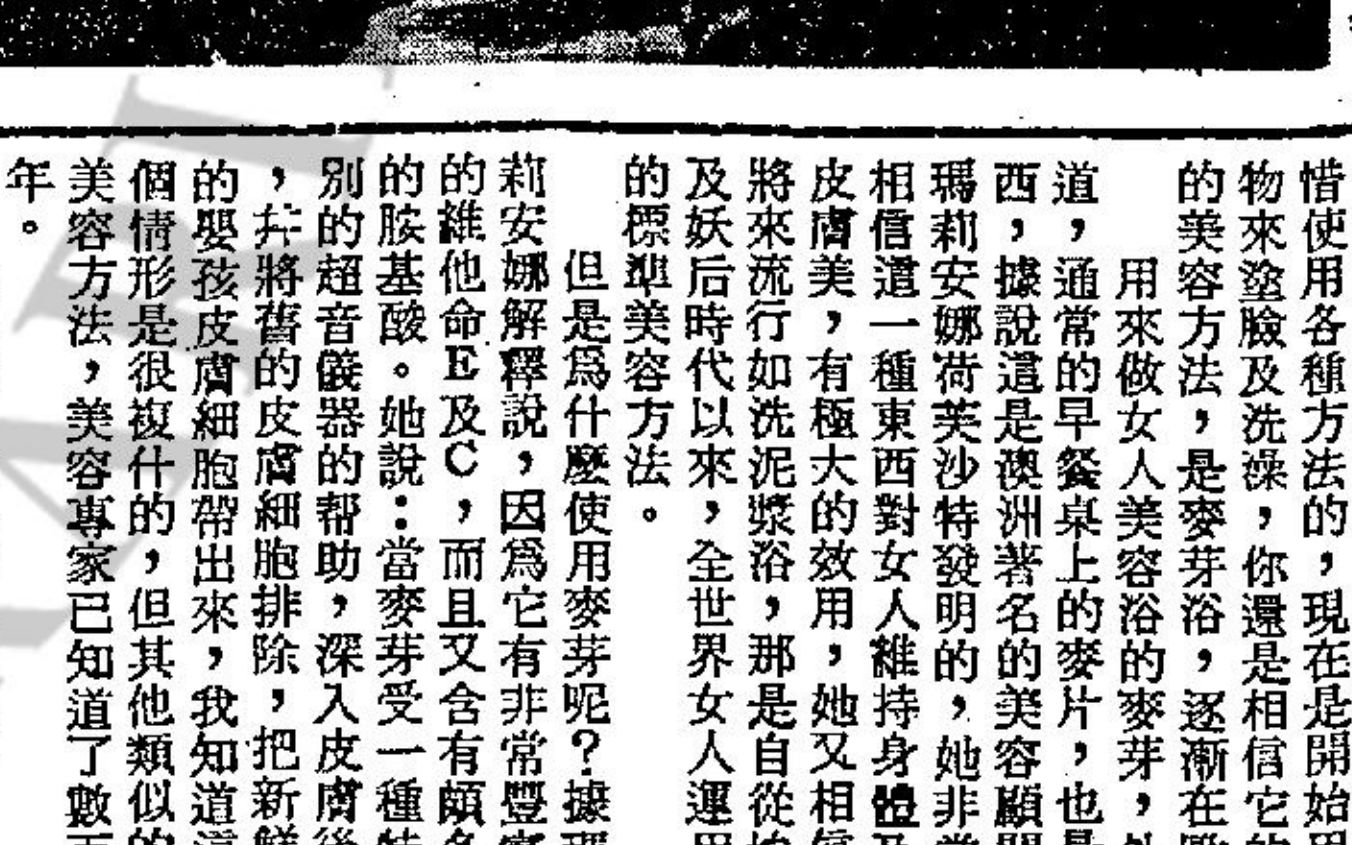 惜使用各種方法的，現在是開始用
物來塗臉及洗澡，你還是相信它的
的美容方法，是麥芽浴，逐漸在
用來做女人美容浴的麥芽，
道，通常的早餐桌上的麥片，也是
西，據說這是澳洲著名的美容顧問
瑪莉安娜荷芙沙特發明的，她非常
相信這一種東西對女人維持身體及
皮膚美，有極大的效用，她又相信
將來流行如洗泥漿浴，那是自從埃
及妖后時代以來，全世界女人運用
的標準美容方法。
但是爲什麼使用麥芽呢？據瑪
莉安娜解釋說，因爲它有非常豐富
的維他命E及C，而且又含有頗多
的胺基酸。她說：當麥芽受一種特
別的超音儀器的帮助，深入皮膚後
，幷將舊的皮膚細胞排除，把新鮮
的嬰孩皮膚細胞帶出來，我知道這
個情形是很複什的，但其他類似的
美容方法，美容專家已知道了數百
年。